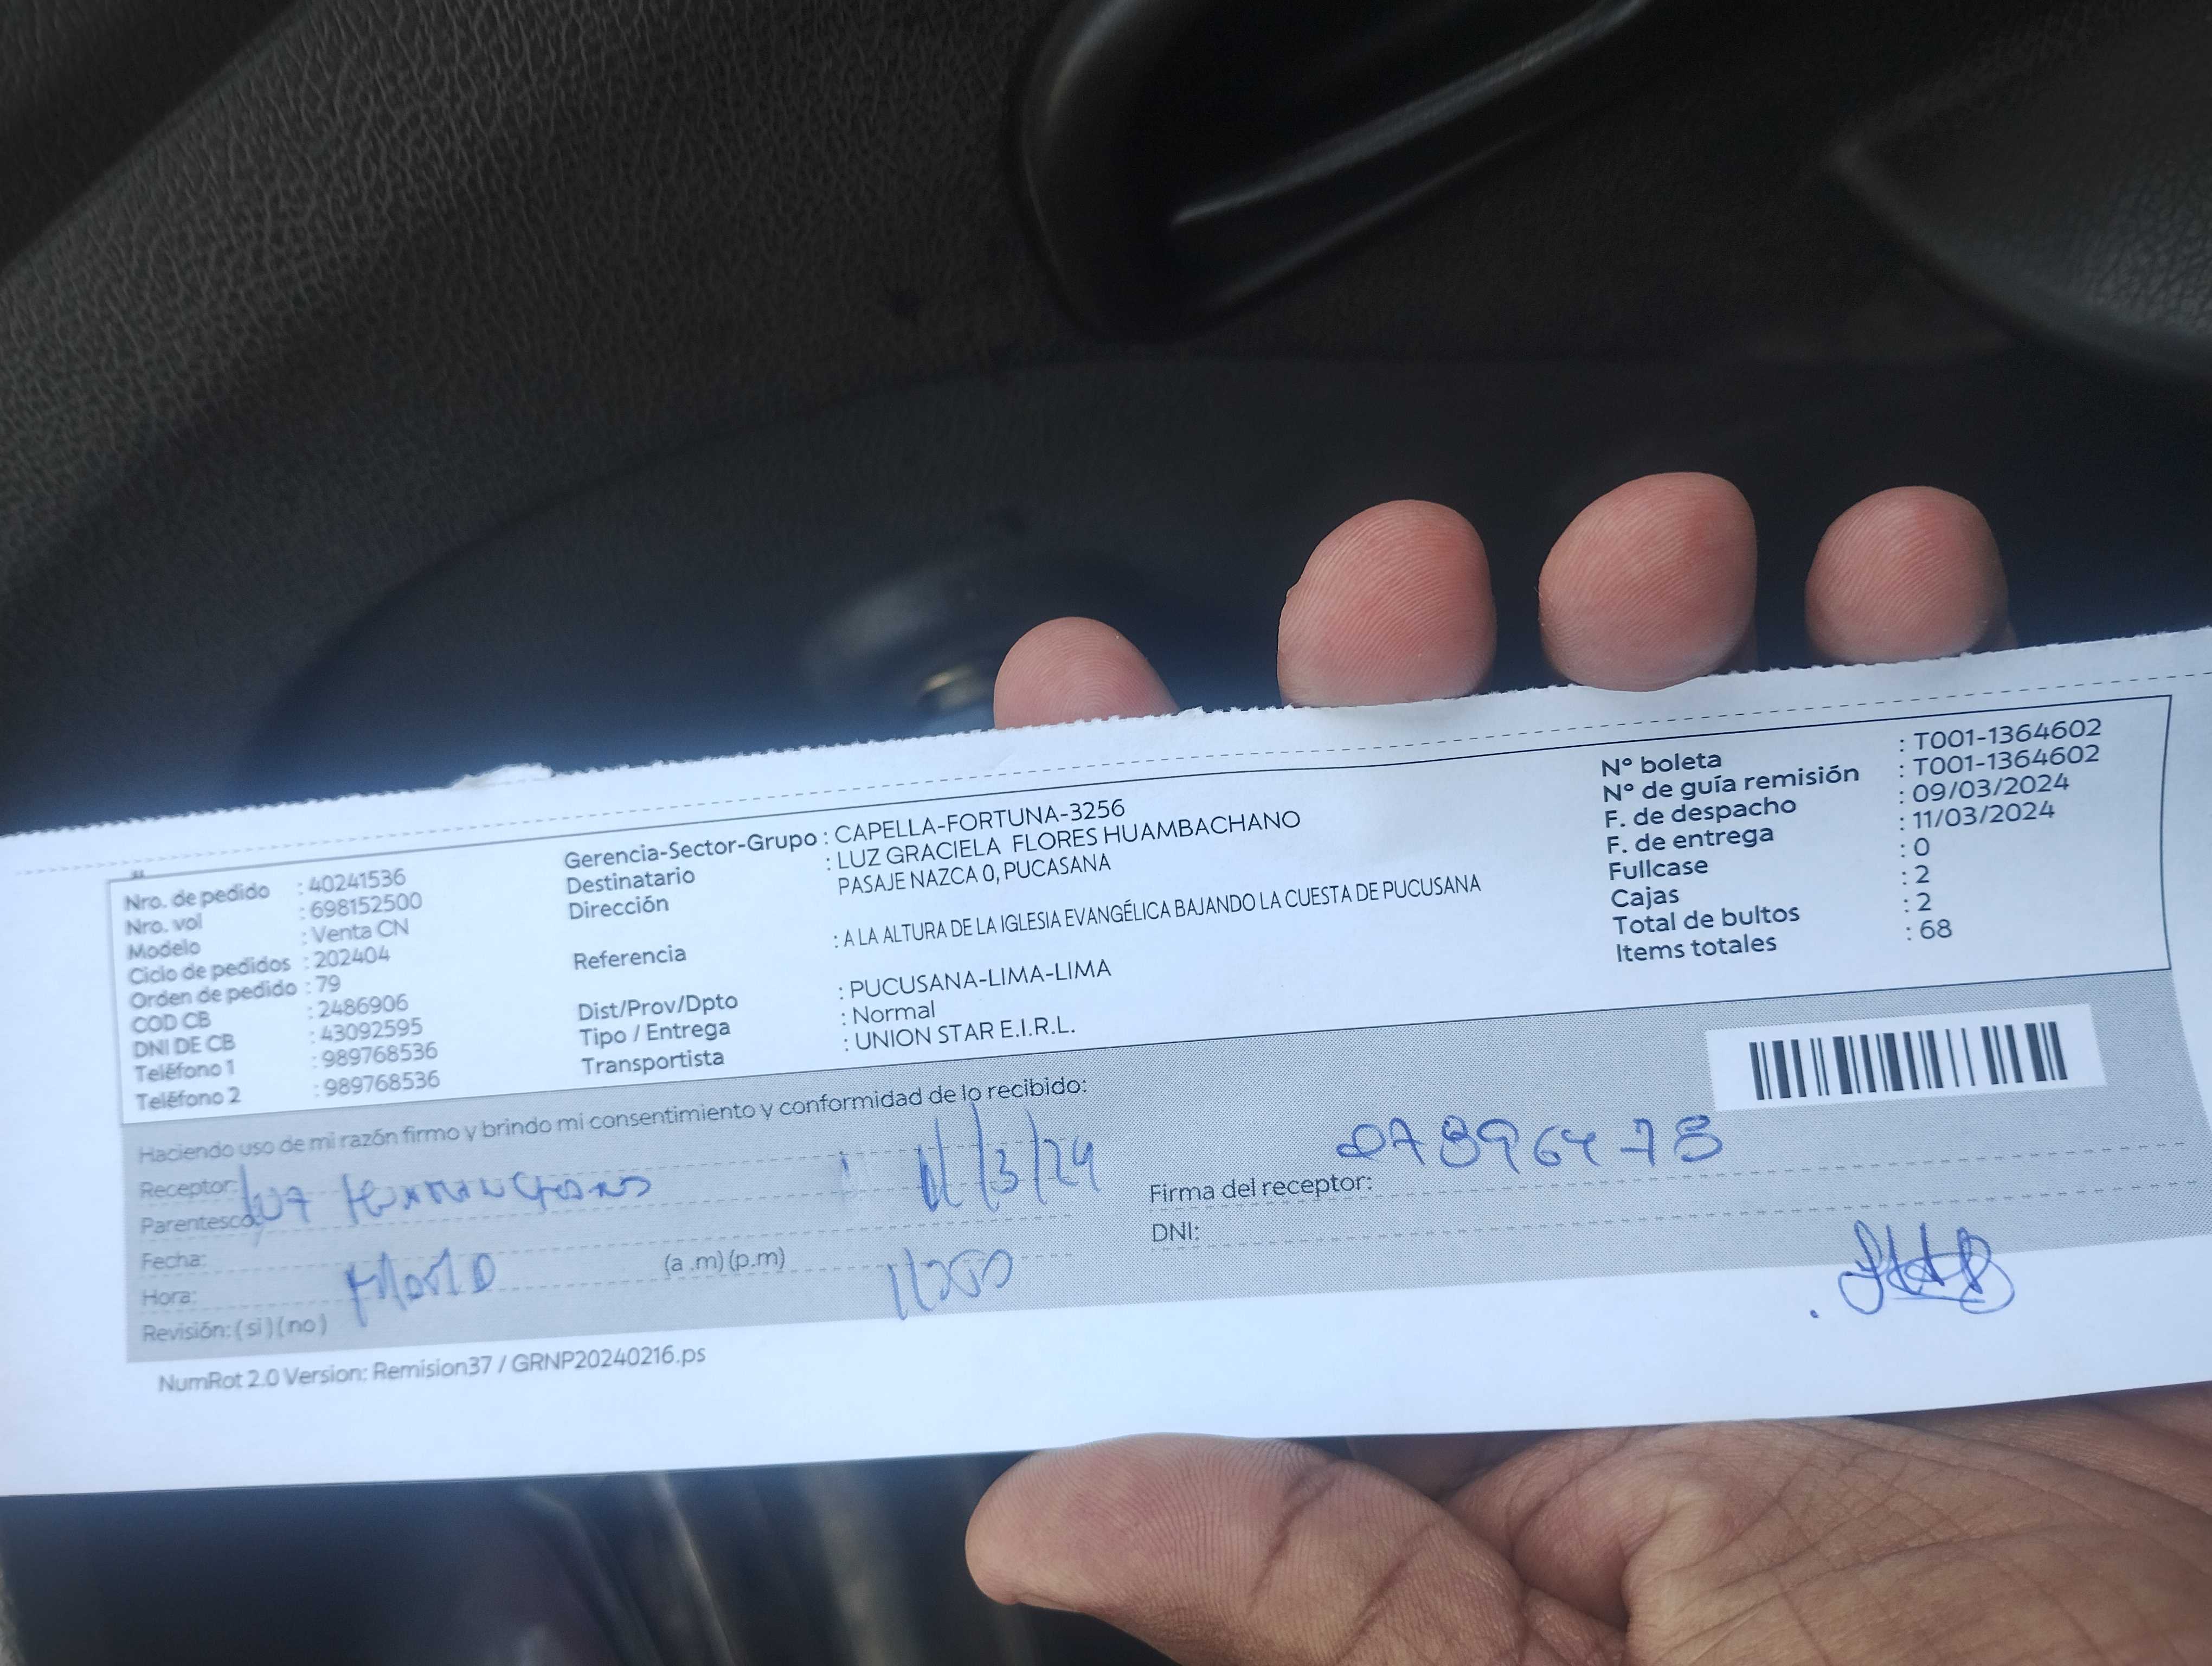 Nro. de pedido : 40241536
Nro. vol : 698152500
Modelo : Venta CN
Ciclo de pedidos : 202404
Orden de pedido : 79
COD CB : 2486906
DNI DE CB : 43092595
Teléfono 1 : 989768536
Teléfono 2 : 989768536
Gerencia-Sector-Grupo : CAPELLA-FORTUNA-3256
Destinatario : LUZ GRACIELA FLORES HUAMBACHANO
Dirección PASAJE NAZCA 0, PUCASANA
Referencia : A LA ALTURA DE LA IGLESIA EVANGÉLICA BAJANDO LA CUESTA DE PUCUSANA
Dist/Prov/Dpto : PUCUSANA-LIMA-LIMA
Tipo / Entrega : Normal
Transportista : UNION STAR E.I.R.L.
Nº boleta : T001-1364602
Nº de guía remisión : T001-1364602
F. de despacho : 09/03/2024
F. de entrega : 11/03/2024
Fullcase : 0
Cajas : 2
Total de bultos : 2
Items totales : 68
Haciendo uso de mi razón firmo y brindo mi consentimiento y conformidad de lo recibido:
Receptor: 11/3/24
Parentesco:
Fecha:
Hora: (a .m) (p.m)
Revisión: ( si ) ( no )
Firma del receptor:
DNI:
NumRot 2.0 Version: Remision37 / GRNP20240216.ps